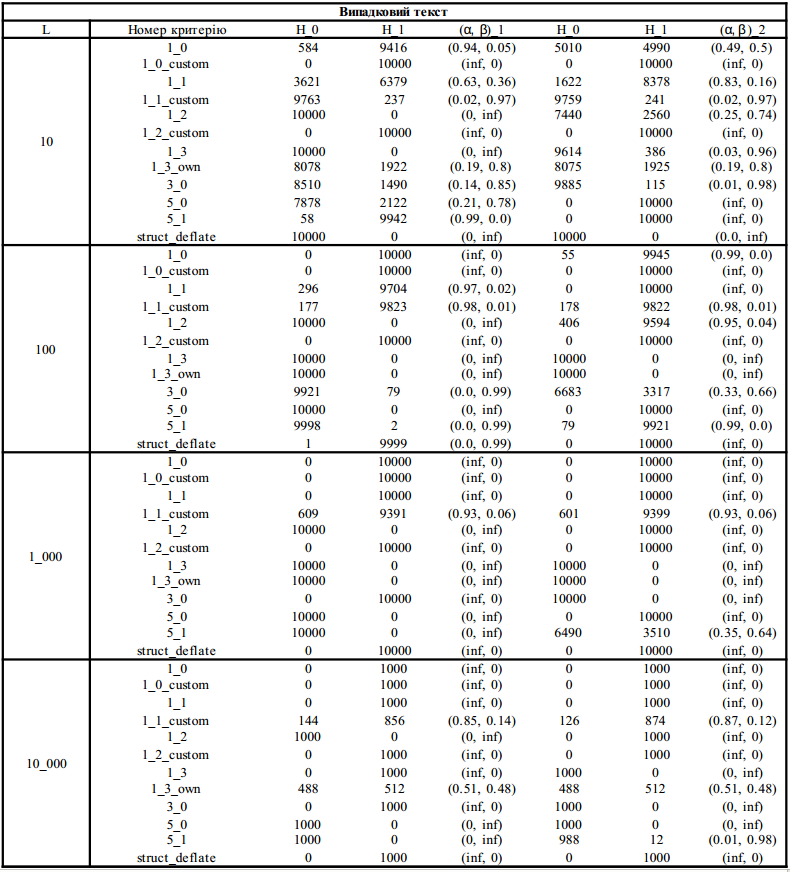 Випадковий текст
L Номер критерію H_0 H_1 (α, β)_1 H_0 H_1 (α, β)_2
10
1_0 584 9416 (0.94, 0.05) 5010 4990 (0.49, 0.5)
1_0_custom 0 10000 (inf, 0) 0 10000 (inf, 0)
1_1 3621 6379 (0.63, 0.36) 1622 8378 (0.83, 0.16)
1_1_custom 9763 237 (0.02, 0.97) 9759 241 (0.02, 0.97)
1_2 10000 0 (0, inf) 7440 2560 (0.25, 0.74)
1_2_custom 0 10000 (inf, 0) 0 10000 (inf, 0)
1_3 10000 0 (0, inf) 9614 386 (0.03, 0.96)
1_3_own 8078 1922 (0.19, 0.8) 8075 1925 (0.19, 0.8)
3_0 8510 1490 (0.14, 0.85) 9885 115 (0.01, 0.98)
5_0 7878 2122 (0.21, 0.78) 0 10000 (inf, 0)
5_1 58 9942 (0.99, 0.0) 0 10000 (inf, 0)
struct_deflate 10000 0 (0, inf) 10000 0 (0.0, inf)
100
1_0 0 10000 (inf, 0) 55 9945 (0.99, 0.0)
1_0_custom 0 10000 (inf, 0) 0 10000 (inf, 0)
1_1 296 9704 (0.97, 0.02) 0 10000 (inf, 0)
1_1_custom 177 9823 (0.98, 0.01) 178 9822 (0.98, 0.01)
1_2 10000 0 (0, inf) 406 9594 (0.95, 0.04)
1_2_custom 0 10000 (inf, 0) 0 10000 (inf, 0)
1_3 10000 0 (0, inf) 10000 0 (0, inf)
1_3_own 10000 0 (0, inf) 10000 0 (0, inf)
3_0 9921 79 (0.0, 0.99) 6683 3317 (0.33, 0.66)
5_0 10000 0 (0, inf) 0 10000 (inf, 0)
5_1 9998 2 (0.0, 0.99) 79 9921 (0.99, 0.0)
struct_deflate 1 9999 (0.0, 0.99) 0 10000 (inf, 0)
1_000
1_0 0 10000 (inf, 0) 0 10000 (inf, 0)
1_0_custom 0 10000 (inf, 0) 0 10000 (inf, 0)
1_1 0 10000 (inf, 0) 0 10000 (inf, 0)
1_1_custom 609 9391 (0.93, 0.06) 601 9399 (0.93, 0.06)
1_2 10000 0 (0, inf) 0 10000 (inf, 0)
1_2_custom 0 10000 (inf, 0) 0 10000 (inf, 0)
1_3 10000 0 (0, inf) 10000 0 (0, inf)
1_3_own 10000 0 (0, inf) 10000 0 (0, inf)
3_0 0 10000 (inf, 0) 10000 0 (0, inf)
5_0 10000 0 (0, inf) 0 10000 (inf, 0)
5_1 10000 0 (0, inf) 6490 3510 (0.35, 0.64)
struct_deflate 0 10000 (inf, 0) 0 10000 (inf, 0)
10_000
1_0 0 1000 (inf, 0) 0 1000 (inf, 0)
1_0_custom 0 1000 (inf, 0) 0 1000 (inf, 0)
1_1 0 1000 (inf, 0) 0 1000 (inf, 0)
1_1_custom 144 856 (0.85, 0.14) 126 874 (0.87, 0.12)
1_2 1000 0 (0, inf) 0 1000 (inf, 0)
1_2_custom 0 1000 (inf, 0) 0 1000 (inf, 0)
1_3 0 1000 (inf, 0) 1000 0 (0, inf)
1_3_own 488 512 (0.51, 0.48) 488 512 (0.51, 0.48)
3_0 0 1000 (inf, 0) 1000 0 (0, inf)
5_0 1000 0 (0, inf) 1000 0 (0, inf)
5_1 1000 0 (0, inf) 988 12 (0.01, 0.98)
struct_deflate 0 1000 (inf, 0) 0 1000 (inf, 0)